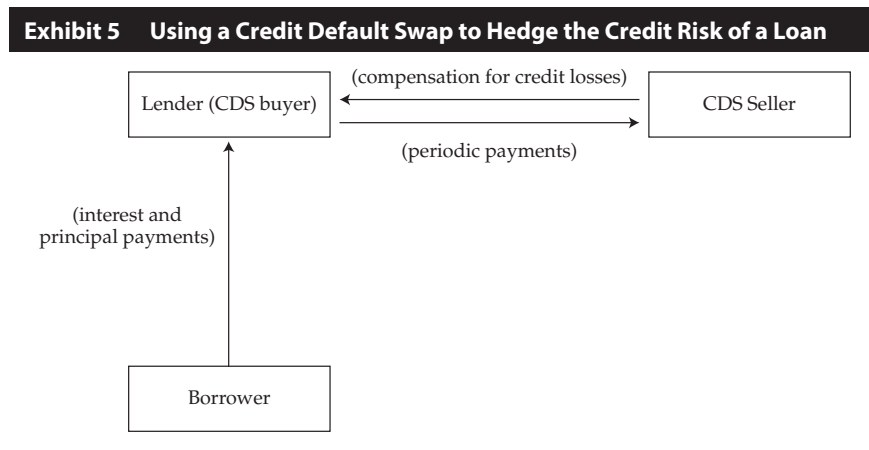 Exhibit 5 Using a Credit Default Swap to Hedge the Credit Risk of a Loan
(compensation for credit losses)
Lender (CDS buyer)
CDS Seller
(periodic payments)
(interest and
principal payments)
Borrower